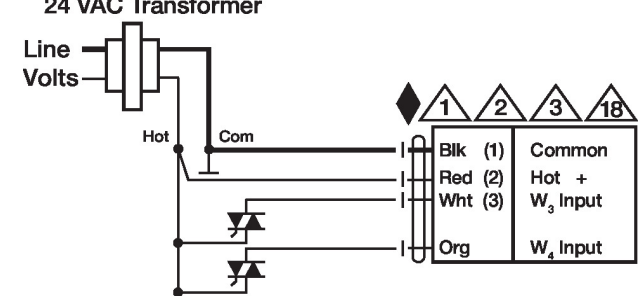 24 VAC Transformer
Line
Volts
Hot Com
1 2 3 18
Blk (1) Common
Red (2) Hot +
Wht (3) W3 Input
Org W4 Input